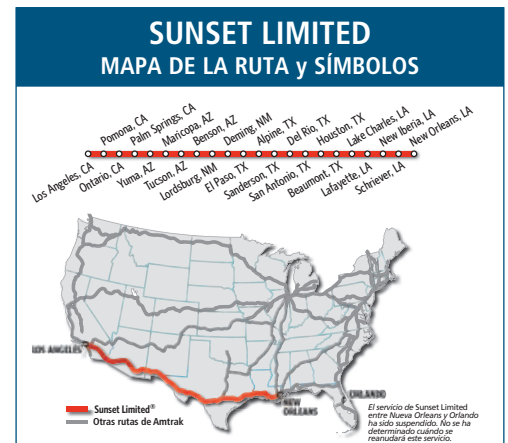 SUNSET LIMITED
MAPA DE LA RUTA y SÍMBOLOS
Los Angeles, CA
Pomona, CA
Ontario, CA
Palm Springs, CA
Yuma, AZ
Maricopa, AZ
Tucson, AZ
Benson, AZ
Lordsburg, NM
Deming, NM
El Paso, TX
Alpine, TX
Sanderson, TX
Del Rio, TX
San Antonio, TX
Houston, TX
Beaumont, TX
Lake Charles, LA
Lafayette, LA
New Iberia, LA
Schriever, LA
New Orleans, LA
LOS ANGELES
NEW
ORLEANS
ORLANDO
Sunset Limited®
Otras rutas de Amtrak
El servicio de Sunset Limited
entre Nueva Orleans y Orlando
ha sido suspendido. No se ha
determinado cuándo se
reanudará este servicio.